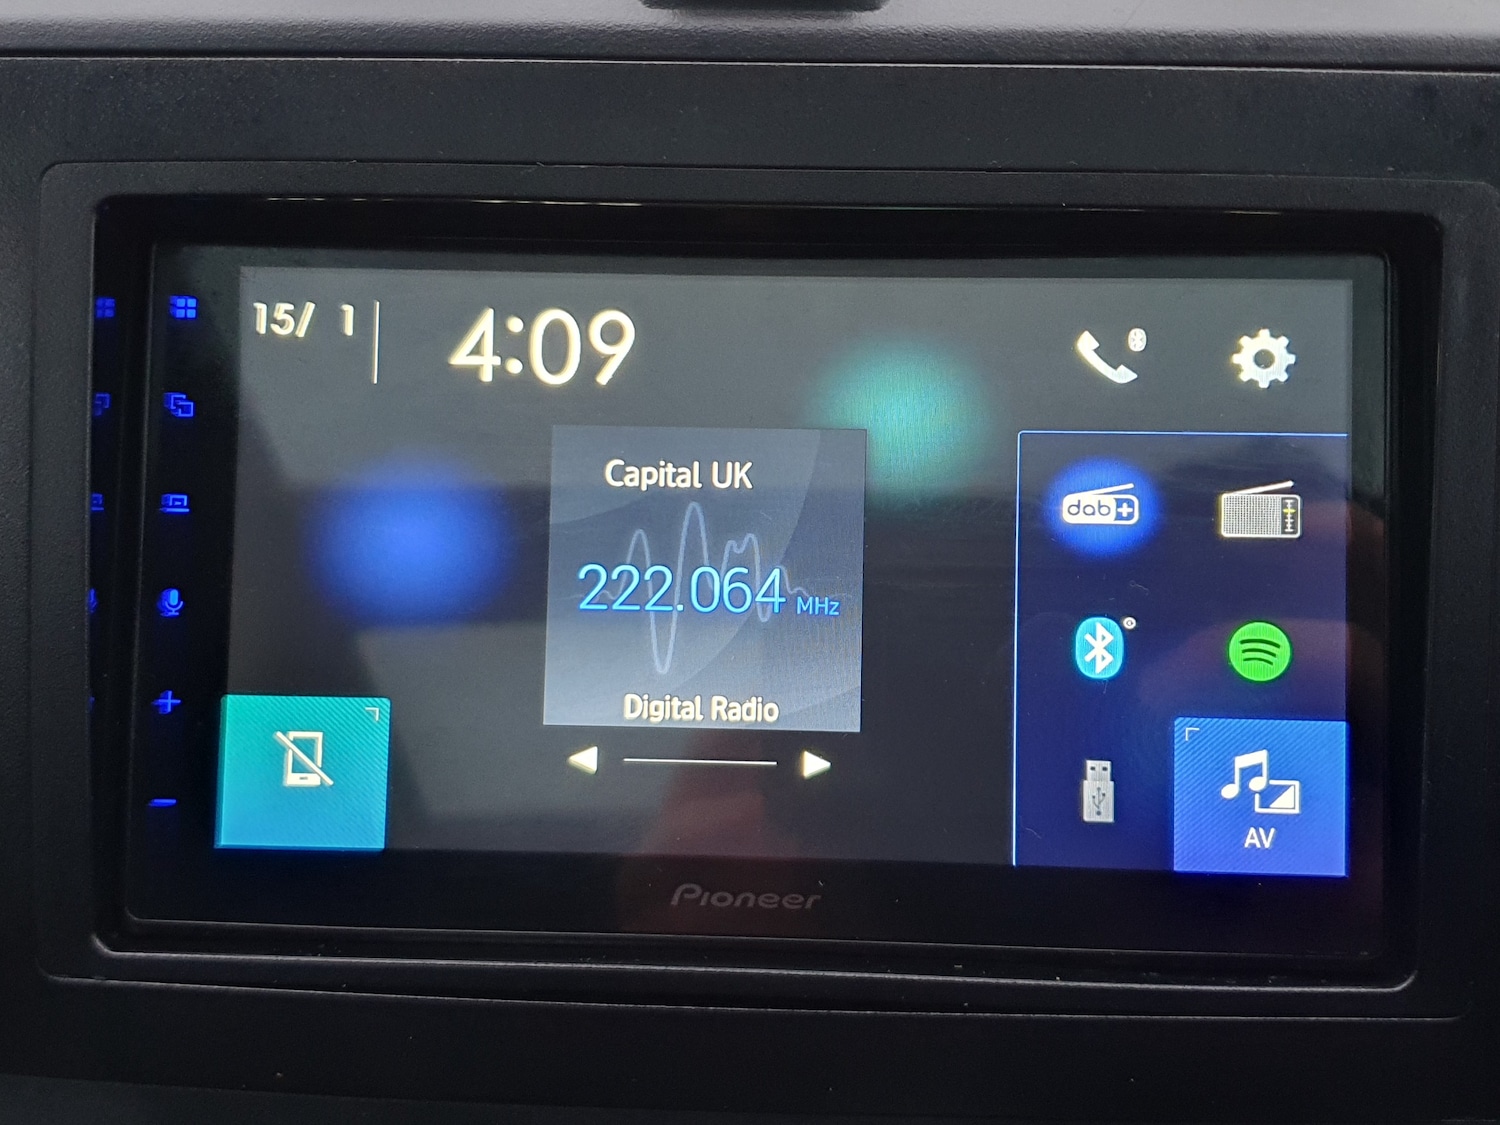 15/ 1
4:09
Capital UK
222.064 MHz
Digital Radio
dab+
AV
Pioneer